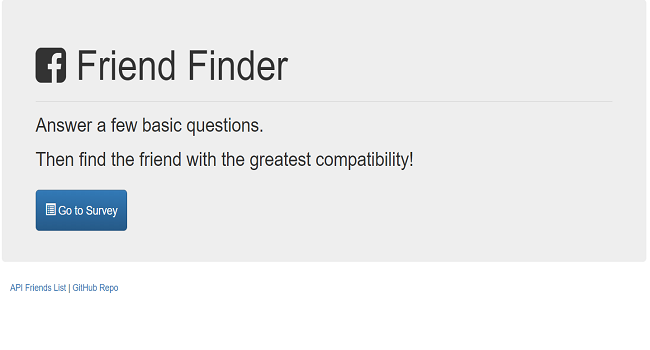 Friend Finder
Answer a few basic questions.
Then find the friend with the greatest compatibility!
Go to Survey
API Friends List | GitHub Repo